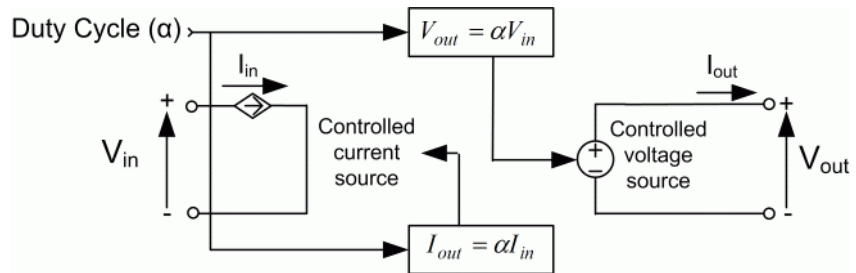 Duty Cycle (α)
V_out = αV_in
I_in
I_out
+
+
Controlled
current
source
+
−
Controlled
voltage
source
V_in
V_out
-
-
I_out = αI_in